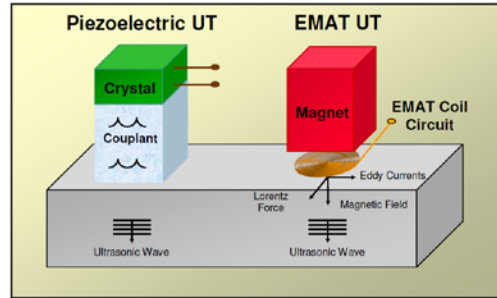 Piezoelectric UT
EMAT UT
Crystal
Couplant
Magnet
EMAT Coil
Circuit
Eddy Currents
Lorentz
Force
Magnetic Field
Ultrasonic Wave
Ultrasonic Wave